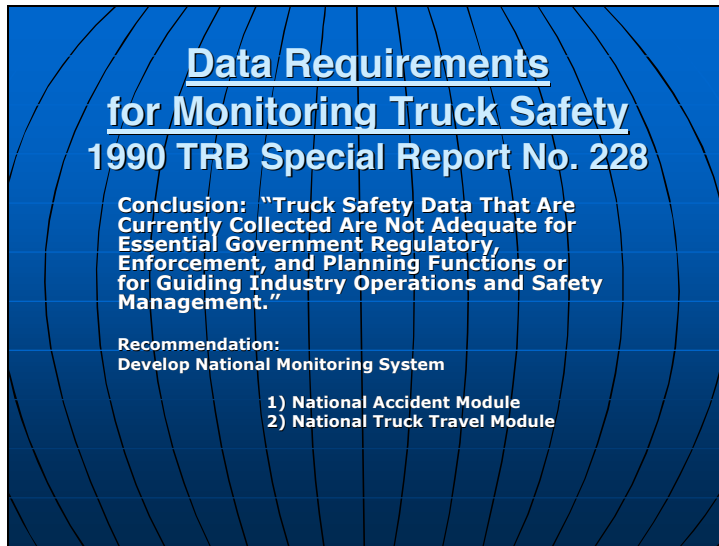 Data Requirements
for Monitoring Truck Safety
1990 TRB Special Report No. 228
Conclusion: “Truck Safety Data That Are
Currently Collected Are Not Adequate for
Essential Government Regulatory,
Enforcement, and Planning Functions or
for Guiding Industry Operations and Safety
Management.”
Recommendation:
Develop National Monitoring System
1) National Accident Module
2) National Truck Travel Module